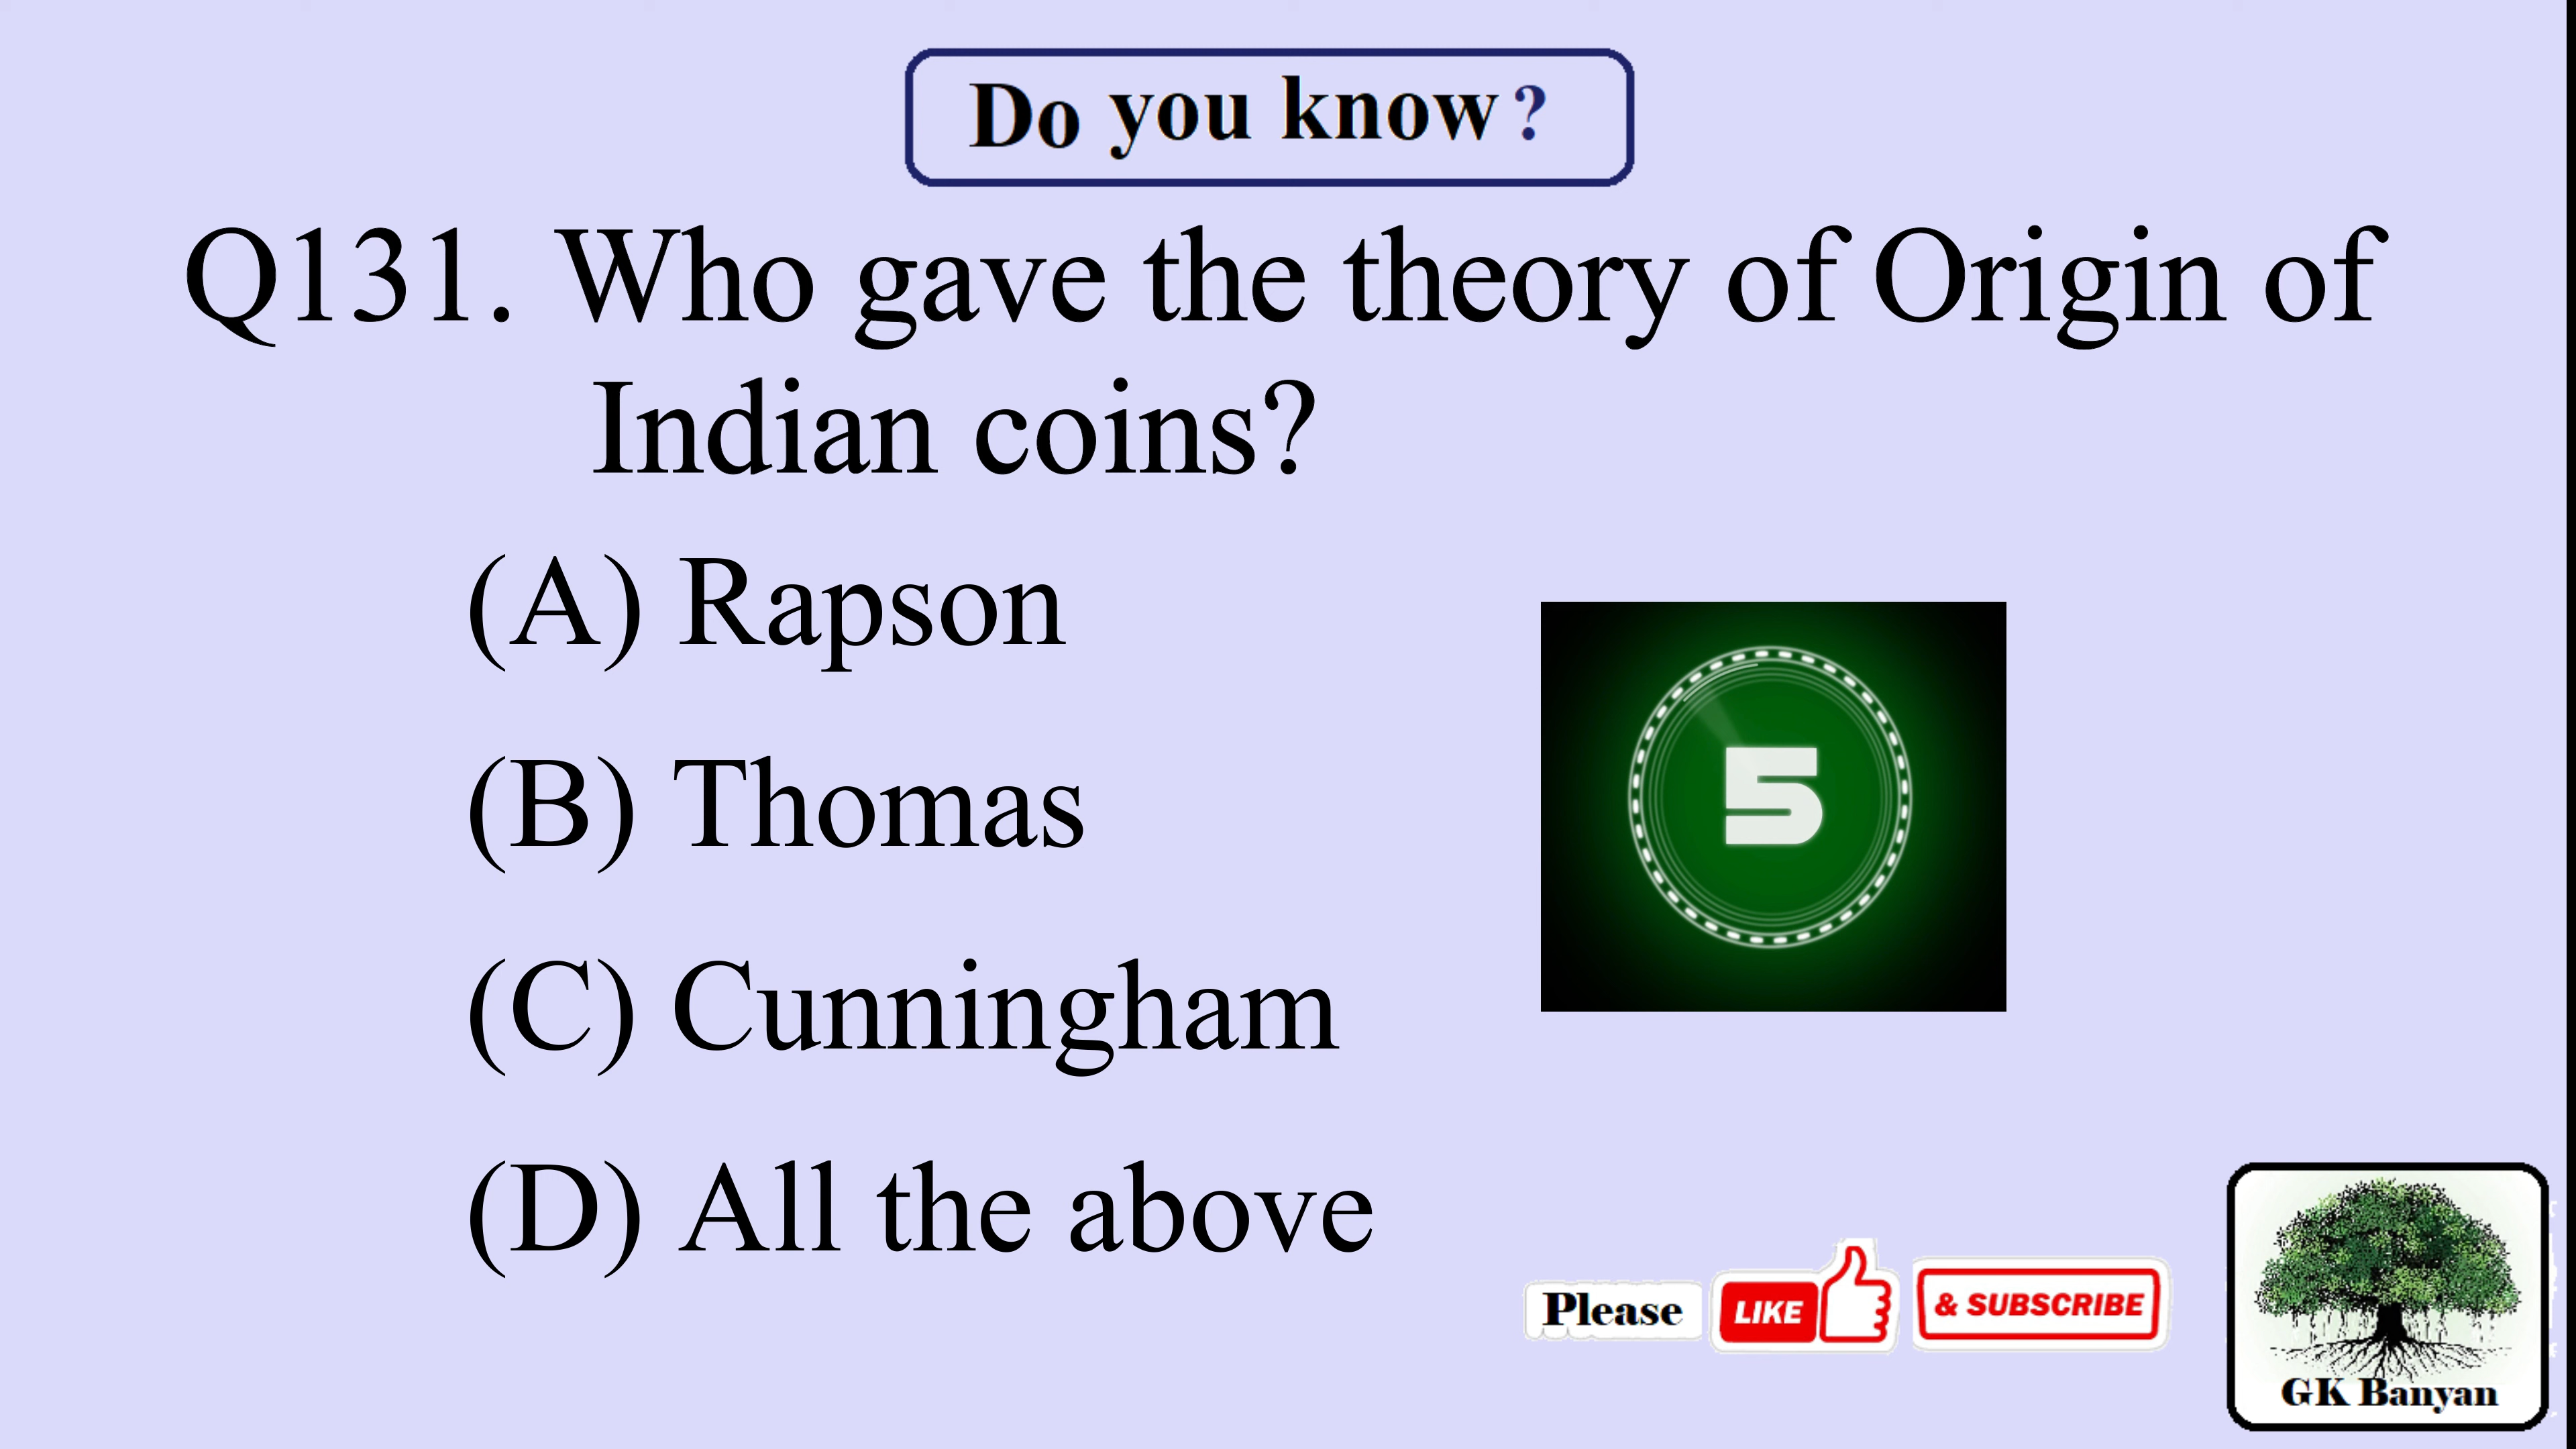 Do you know ?
Q131. Who gave the theory of Origin of
Indian coins?
(A) Rapson
(B) Thomas
5
(C) Cunningham
(D) All the above
Please LIKE & SUBSCRIBE
GK Banyan